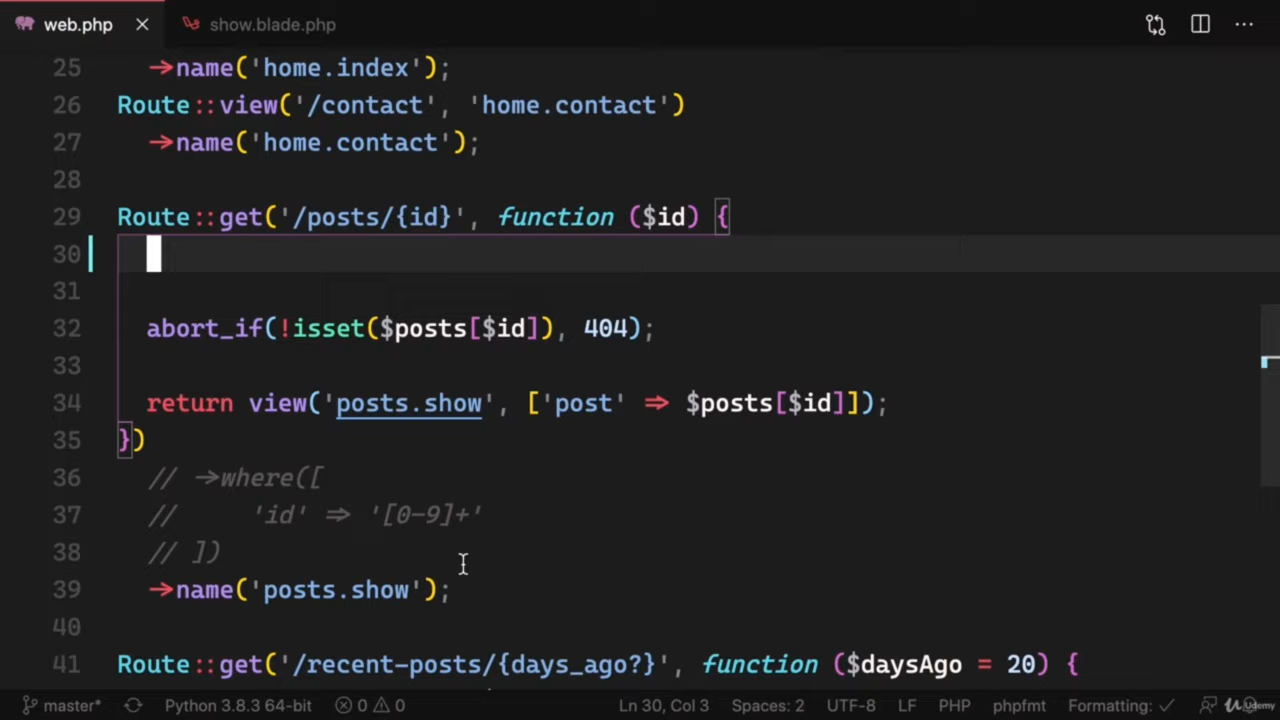 web.php
show.blade.php
25 ->name('home.index');
26 Route::view('/contact', 'home.contact')
27 ->name('home.contact');
28
29 Route::get('/posts/{id}', function ($id) {
30
31
32 abort_if(!isset($posts[$id]), 404);
33
34 return view('posts.show', ['post' => $posts[$id]]);
35 })
36 // ->where([
37 // 'id' => '[0-9]+'
38 // ])
39 ->name('posts.show');
40
41 Route::get('/recent-posts/{days_ago?}', function ($daysAgo = 20) {
master* Python 3.8.3 64-bit 0 0 Ln 30, Col 3 Spaces: 2 UTF-8 LF PHP phpfmt Formatting: ✓ Udemy